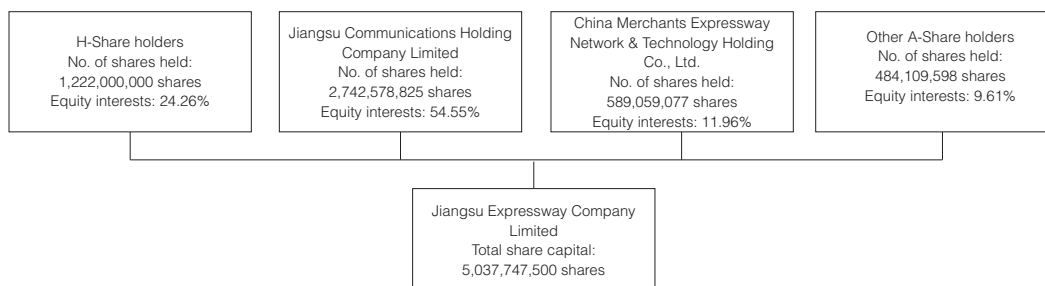 H-Share holders
No. of shares held:
1,222,000,000 shares
Equity interests: 24.26%
Jiangsu Communications Holding
Company Limited
No. of shares held:
2,742,578,825 shares
Equity interests: 54.55%
China Merchants Expressway
Network & Technology Holding
Co., Ltd.
No. of shares held:
589,059,077 shares
Equity interests: 11.96%
Other A-Share holders
No. of shares held:
484,109,598 shares
Equity interests: 9.61%
Jiangsu Expressway Company
Limited
Total share capital:
5,037,747,500 shares